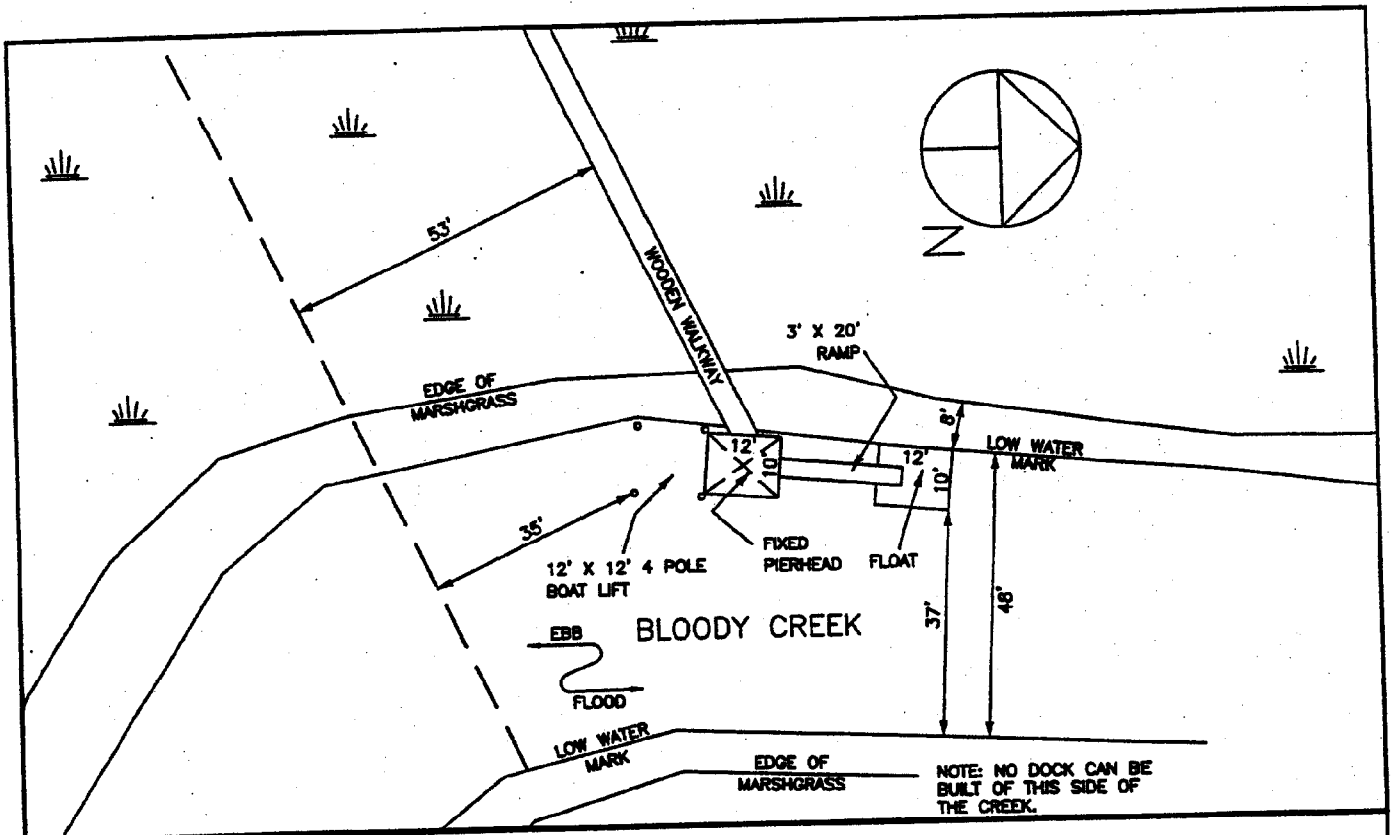 53'
WOODEN WALKWAY
N
3' X 20'
RAMP
EDGE OF
MARSHGRASS
8'
LOW WATER
MARK
12'
10'
12'
10'
35'
12' X 12' 4 POLE
BOAT LIFT
FIXED
PIERHEAD
FLOAT
37'
48'
BLOODY CREEK
EBB
FLOOD
LOW WATER
MARK
EDGE OF
MARSHGRASS
NOTE: NO DOCK CAN BE
BUILT OF THIS SIDE OF
THE CREEK.